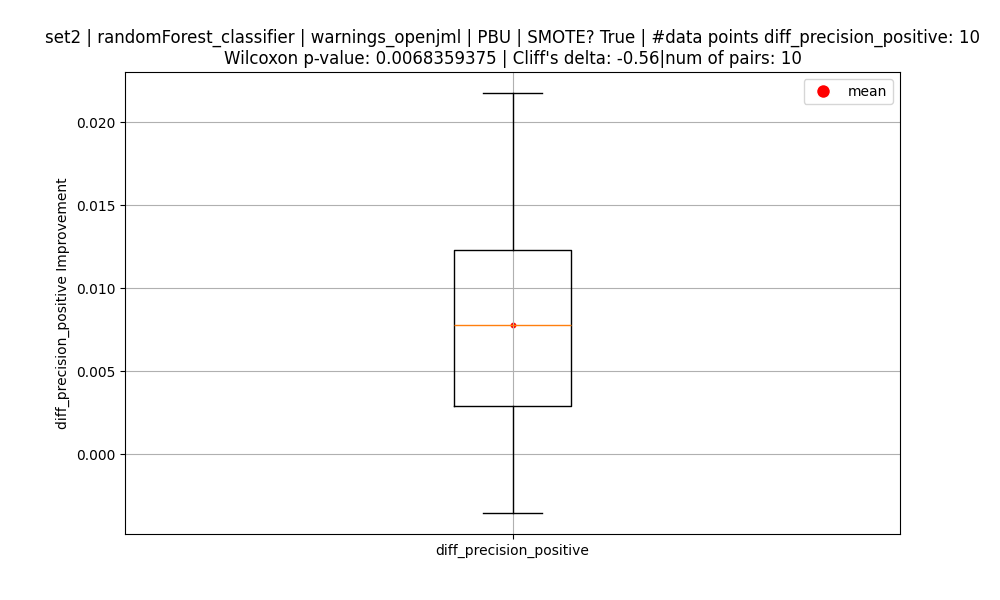 set2 | randomForest_classifier | warnings_openjml | PBU | SMOTE? True | #data points diff_precision_positive: 10
Wilcoxon p-value: 0.0068359375 | Cliff's delta: -0.56|num of pairs: 10
mean
0.020
0.015
0.010
0.005
0.000
diff_precision_positive Improvement
diff_precision_positive